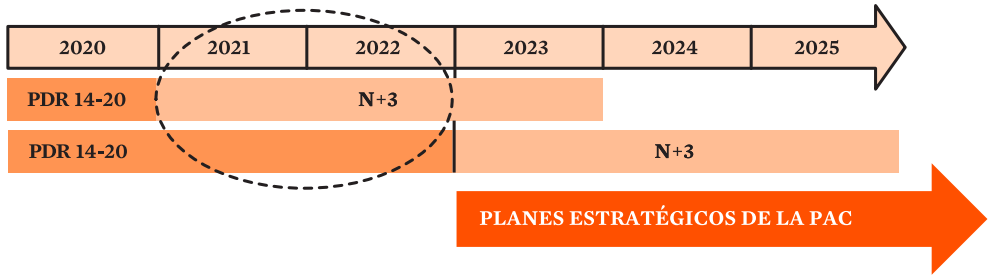 2020 2021 2022 2023 2024 2025
PDR 14-20 N+3
PDR 14-20 N+3
PLANES ESTRATÉGICOS DE LA PAC